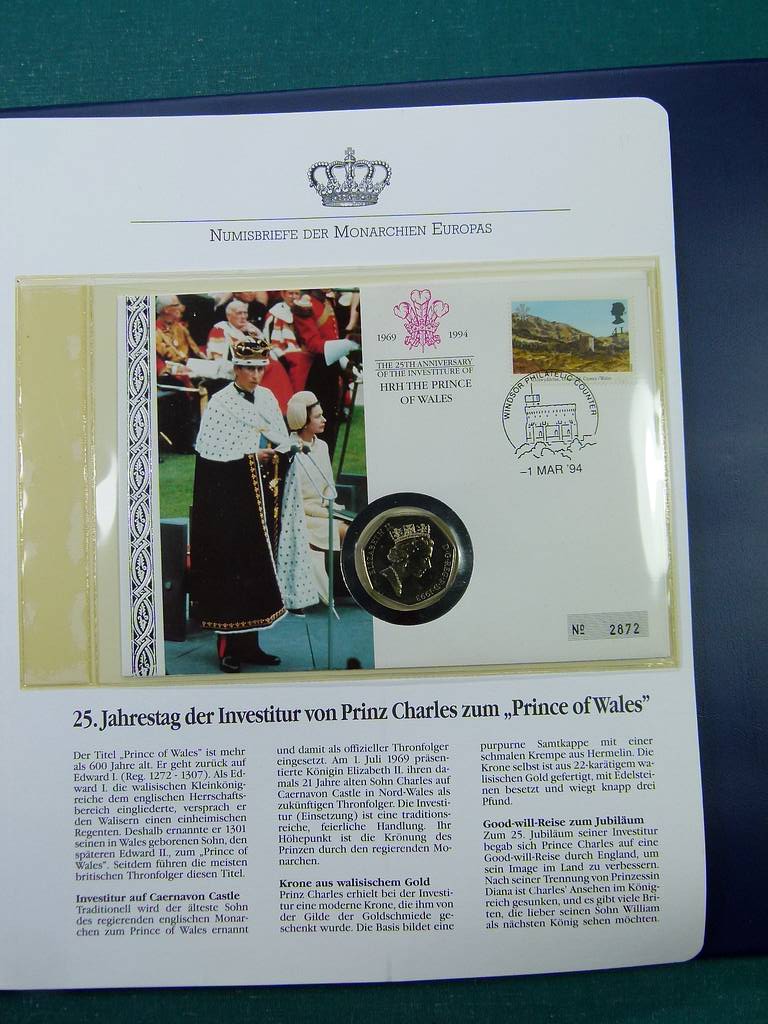 Numisbriefe der Monarchien Europas
1969 1994
THE 25TH ANNIVERSARY
OF THE INVESTITURE OF
HRH THE PRINCE
OF WALES
WINDSOR PHILATELIC COUNTER
–1 MAR '94
ELIZABETH II D·G·REG·F·D·1993
Nº 2872
25. Jahrestag der Investitur von Prinz Charles zum „Prince of Wales”
Der Titel „Prince of Wales” ist mehr
als 600 Jahre alt. Er geht zurück auf
Edward I. (Reg. 1272 - 1307). Als Ed-
ward I. die walisischen Kleinkönig-
reiche dem englischen Herrschafts-
bereich eingliederte, versprach er
den Walisern einen einheimischen
Regenten. Deshalb ernannte er 1301
seinen in Wales geborenen Sohn, den
späteren Edward II., zum „Prince of
Wales”. Seitdem führen die meisten
britischen Thronfolger diesen Titel.
Investitur auf Caernavon Castle
Traditionell wird der älteste Sohn
des regierenden englischen Monar-
chen zum Prince of Wales ernannt
und damit als offizieller Thronfolger
eingesetzt. Am 1. Juli 1969 präsen-
tierte Königin Elizabeth II. ihren da-
mals 21 Jahre alten Sohn Charles auf
Caernavon Castle in Nord-Wales als
zukünftigen Thronfolger. Die Investi-
tur (Einsetzung) ist eine traditions-
reiche, feierliche Handlung. Ihr
Höhepunkt ist die Krönung des
Prinzen durch den regierenden Mo-
narchen.
Krone aus walisischem Gold
Prinz Charles erhielt bei der Investi-
tur eine moderne Krone, die ihm von
der Gilde der Goldschmiede ge-
schenkt wurde. Die Basis bildet eine
purpurne Samtkappe mit einer
schmalen Krempe aus Hermelin. Die
Krone selbst ist aus 22-karätigem wa-
lisischen Gold gefertigt, mit Edelstei-
nen besetzt und wiegt knapp drei
Pfund.
Good-will-Reise zum Jubiläum
Zum 25. Jubiläum seiner Investitur
begab sich Prince Charles auf eine
Good-will-Reise durch England, um
sein Image im Land zu verbessern.
Nach seiner Trennung von Prinzessin
Diana ist Charles' Ansehen im König-
reich gesunken, und es gibt viele Bri-
ten, die lieber seinen Sohn William
als nächsten König sehen möchten.